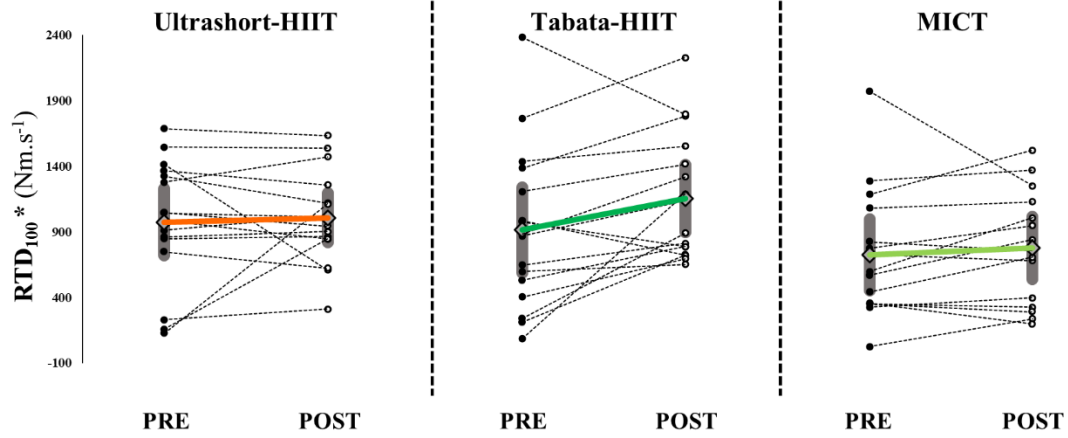 Ultrashort-HIIT Tabata-HIIT MICT
2400
1900
1400
900
400
-100
RTD₁₀₀ * (Nm.s⁻¹)
PRE POST PRE POST PRE POST